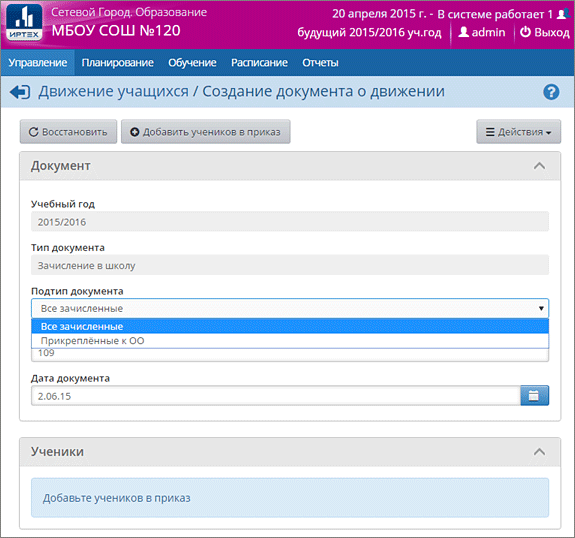 Сетевой Город. Образование
20 апреля 2015 г. - В системе работает 1
ИРТЕХ
МБОУ СОШ №120
будущий 2015/2016 уч.год
admin
Выход
Управление Планирование Обучение Расписание Отчеты
Движение учащихся / Создание документа о движении
?
Восстановить
Добавить учеников в приказ
Действия
Документ
Учебный год
2015/2016
Тип документа
Зачисление в школу
Подтип документа
Все зачисленные
Все зачисленные
Прикреплённые к ОО
109
Дата документа
2.06.15
Ученики
Добавьте учеников в приказ